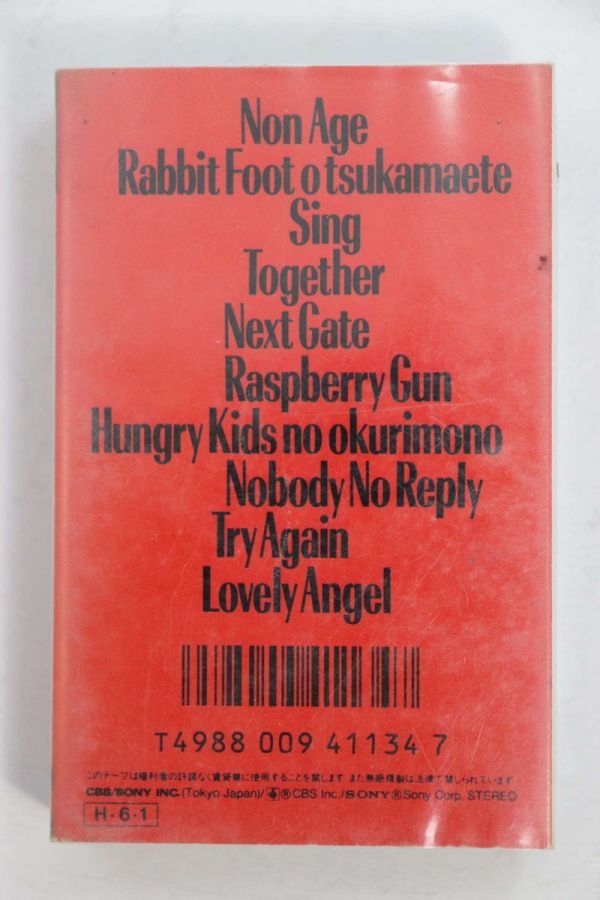 Non Age
Rabbit Foot o tsukamaete
Sing
Together
Next Gate
Raspberry Gun
Hungry Kids no okurimono
Nobody No Reply
Try Again
Lovely Angel
T4988 009 41134 7
このテープは権利者の許諾なく賃貸業に使用することを禁じます また無断複製は法律で禁じられています
CBS/SONY INC.(Tokyo Japan)/ ®CBS Inc./SONY®Sony Corp. STEREO
H·6·1